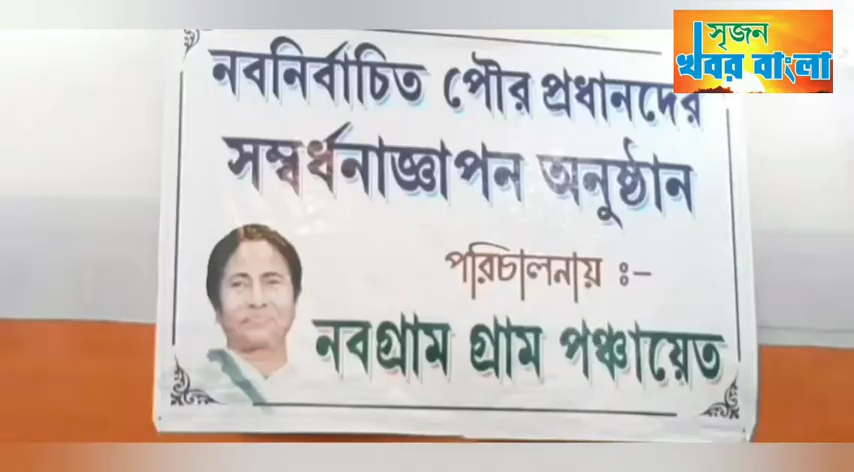 নবনির্বাচিত পৌর প্রধানদের
সম্বর্ধনাজ্ঞাপন অনুষ্ঠান
পরিচালনায় :-
নবগ্রাম গ্রাম পঞ্চায়েত
সৃজন
খবর বাংলা